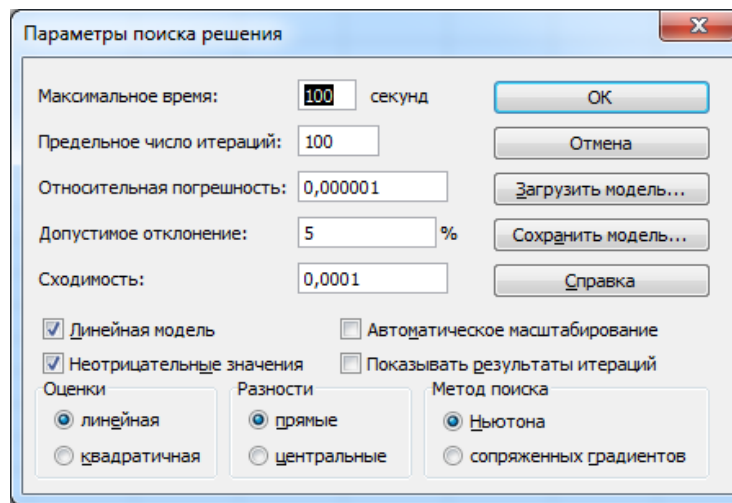 Параметры поиска решения
Максимальное время: 100 секунд
OK
Предельное число итераций: 100
Отмена
Относительная погрешность: 0,000001
Загрузить модель...
Допустимое отклонение: 5 %
Сохранить модель...
Сходимость: 0,0001
Справка
Линейная модель
Автоматическое масштабирование
Неотрицательные значения
Показывать результаты итераций
Оценки
Разности
Метод поиска
линейная
прямые
Ньютона
квадратичная
центральные
сопряженных градиентов